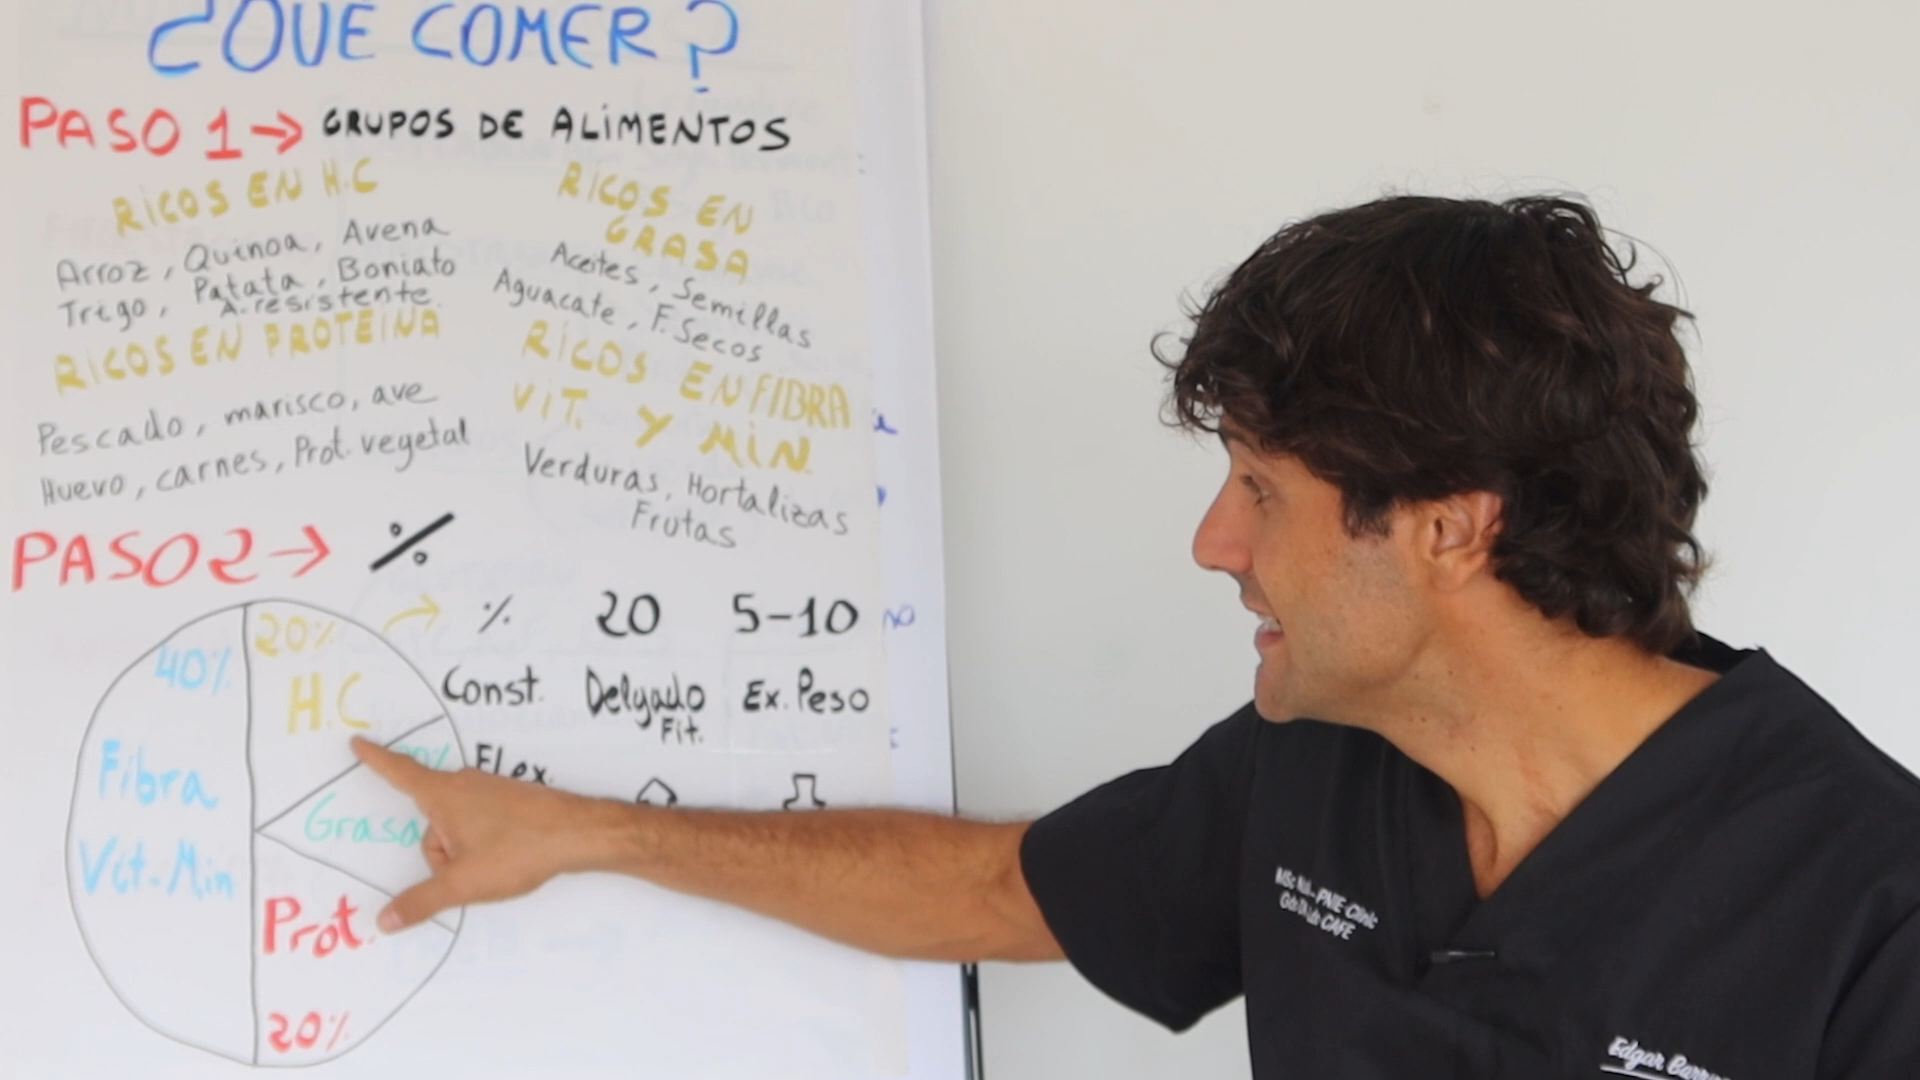 ¿QUÉ COMER?
PASO 1→ GRUPOS DE ALIMENTOS
RICOS EN H.C
Arroz, Quinoa, Avena
Trigo, Patata, Boniato
A. resistente
RICOS EN PROTEINA
Pescado, marisco, ave
Huevo, carnes, Prot. vegetal
RICOS EN
GRASA
Aceites, Semillas
Aguacate, F. Secos
RICOS EN FIBRA
VIT. Y MIN.
Verduras, Hortalizas
Frutas
PASO 2→ %
40%
Fibra
Vit. Min
20%
H.C
Grasa
Prot.
20%
→ % 20 5-10
Const. Delgado Ex. Peso
Fit.
Flex.
Edgar